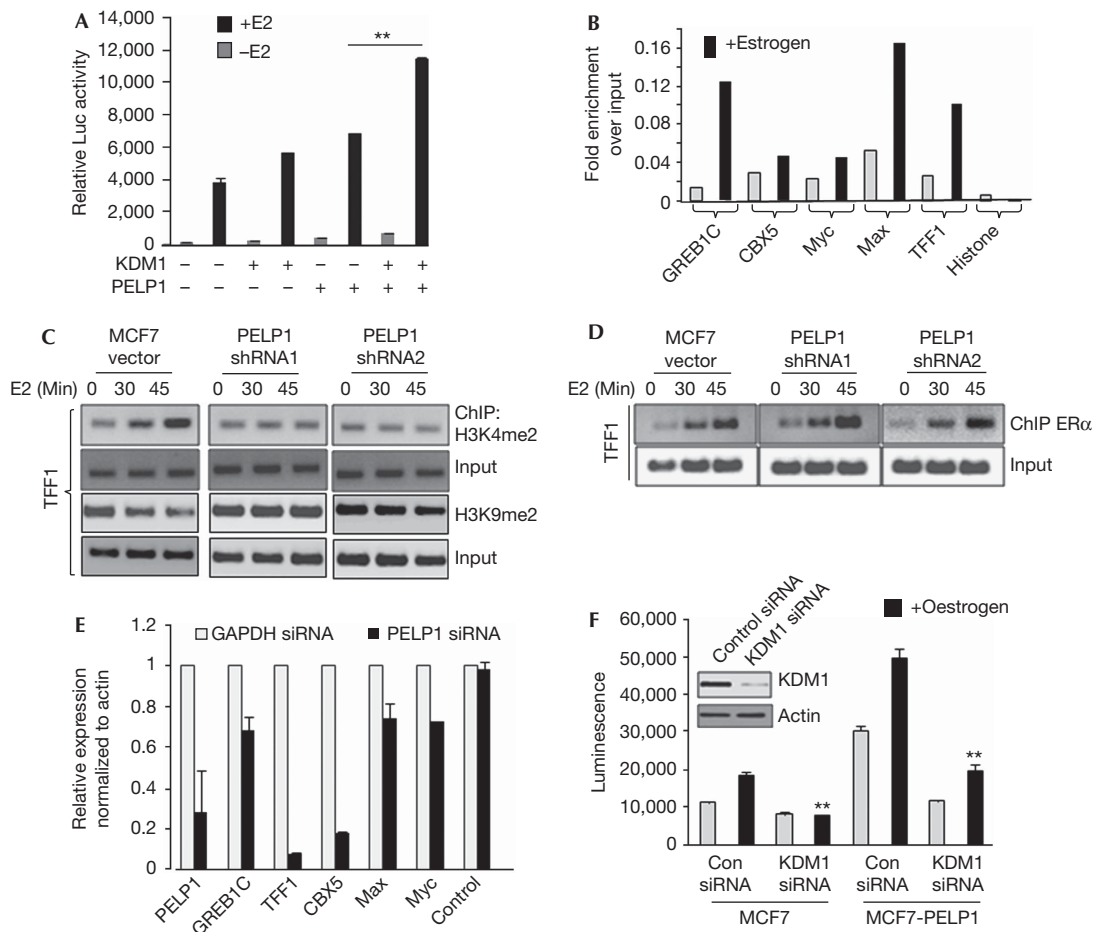 A
14,000
12,000
10,000
8,000
6,000
4,000
2,000
0
Relative Luc activity
+E2
–E2
**
KDM1 – – + + – – + +
PELP1 – – – – + + + +
B
0.16
0.12
0.08
0.04
0
Fold enrichment
over input
+Estrogen
GREB1C
CBX5
Myc
Max
TFF1
Histone
C
MCF7
vector
PELP1
shRNA1
PELP1
shRNA2
E2 (Min) 0 30 45 0 30 45 0 30 45
TFF1
ChIP:
H3K4me2
Input
H3K9me2
Input
D
MCF7
vector
PELP1
shRNA1
PELP1
shRNA2
E2 (Min) 0 30 45 0 30 45 0 30 45
TFF1
ChIP ERα
Input
E
1.2
1
0.8
0.6
0.4
0.2
0
Relative expression
normalized to actin
GAPDH siRNA
PELP1 siRNA
PELP1
GREB1C
TFF1
CBX5
Max
Myc
Control
F
60,000
50,000
40,000
30,000
20,000
10,000
0
Luminescence
Control siRNA
KDM1 siRNA
KDM1
Actin
+Oestrogen
**
**
Con
siRNA
KDM1
siRNA
Con
siRNA
KDM1
siRNA
MCF7
MCF7-PELP1